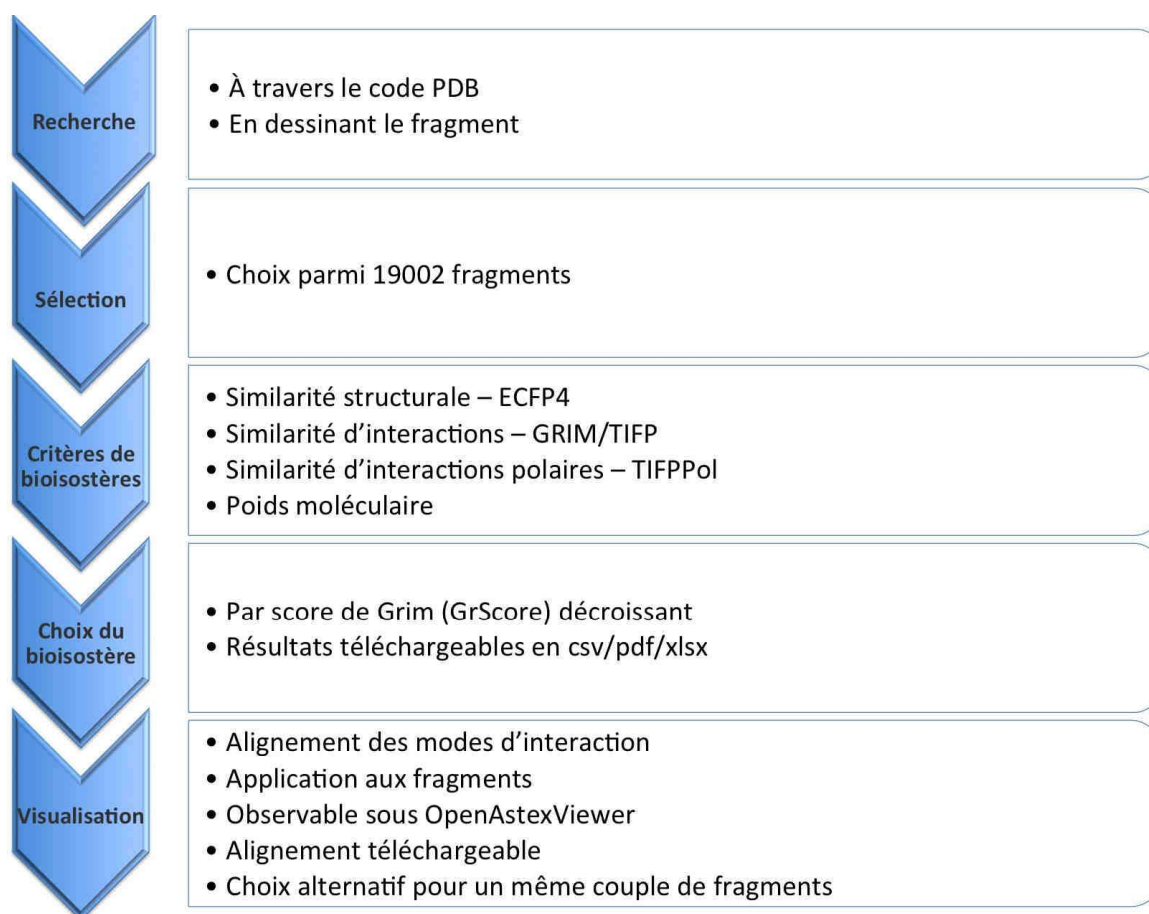 Recherche
• À travers le code PDB
• En dessinant le fragment
Sélection
• Choix parmi 19002 fragments
Critères de
bioisostères
• Similarité structurale – ECFP4
• Similarité d’interactions – GRIM/TIFP
• Similarité d’interactions polaires – TIFPPol
• Poids moléculaire
Choix du
bioisostère
• Par score de Grim (GrScore) décroissant
• Résultats téléchargeables en csv/pdf/xlsx
Visualisation
• Alignement des modes d’interaction
• Application aux fragments
• Observable sous OpenAstexViewer
• Alignement téléchargeable
• Choix alternatif pour un même couple de fragments